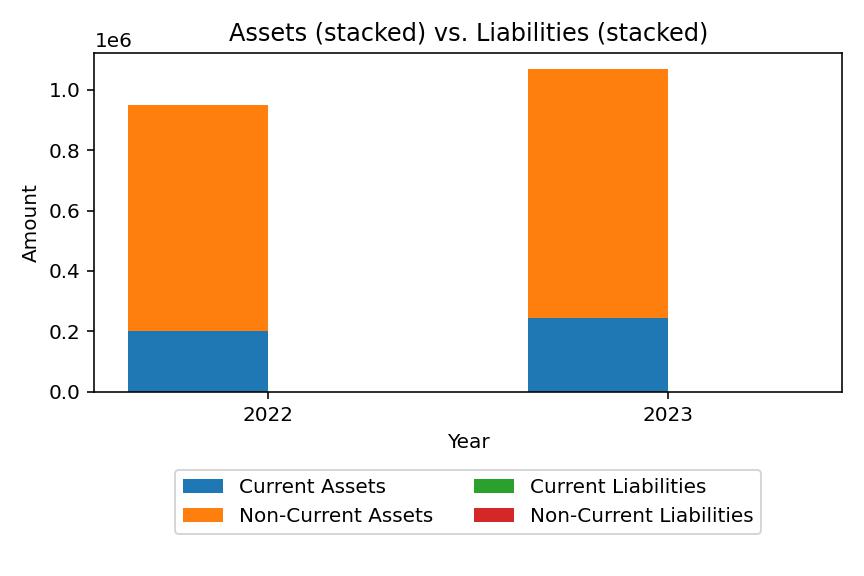 Assets (stacked) vs. Liabilities (stacked)
1e6
1.0
0.8
0.6
0.4
0.2
0.0
Amount
2022
2023
Year
Current Assets
Non-Current Assets
Current Liabilities
Non-Current Liabilities